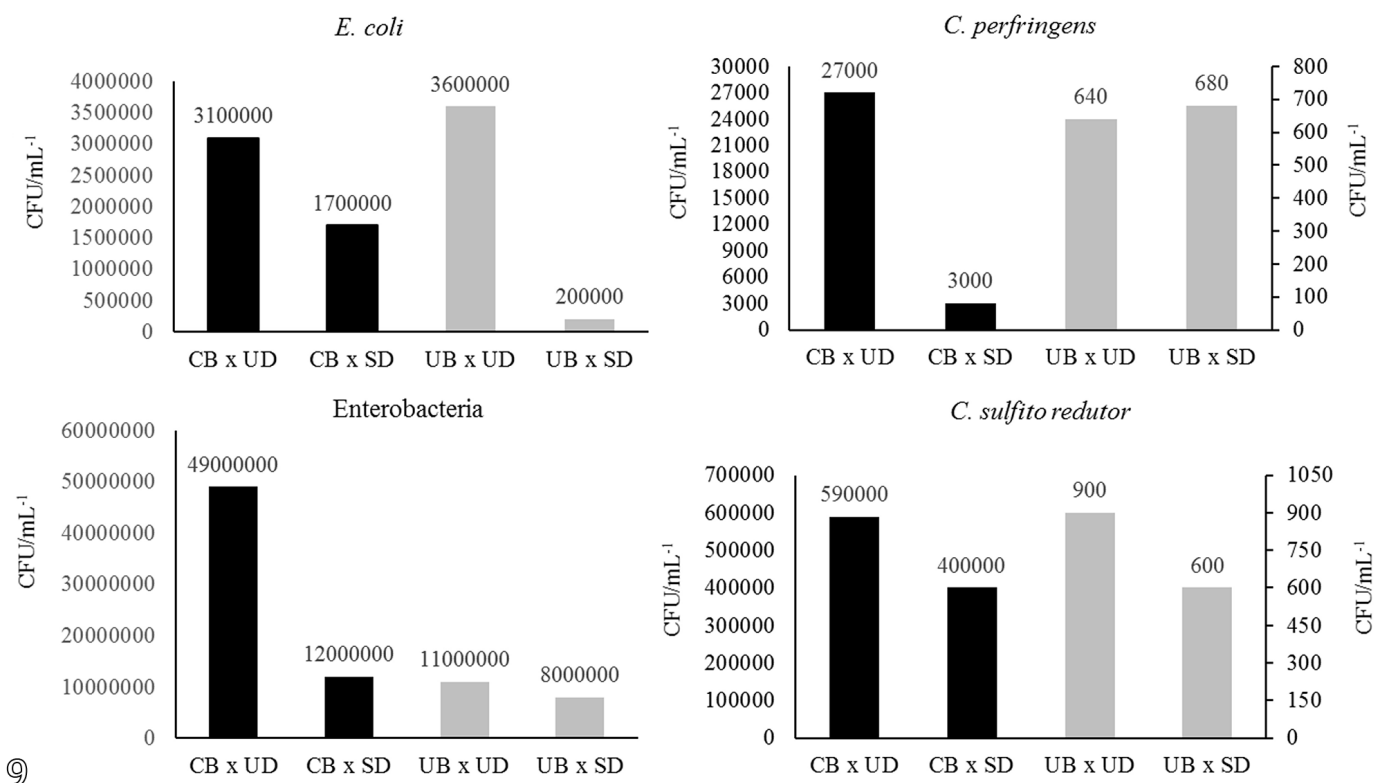 E. coli
CFU/mL-1
4000000
3500000
3000000
2500000
2000000
1500000
1000000
500000
0
3100000
1700000
3600000
200000
CB x UD
CB x SD
UB x UD
UB x SD
C. perfringens
CFU/mL-1
30000
27000
24000
21000
18000
15000
12000
9000
6000
3000
0
27000
3000
640
680
800
700
600
500
400
300
200
100
0
CFU/mL-1
CB x UD
CB x SD
UB x UD
UB x SD
Enterobacteria
CFU/mL-1
60000000
50000000
40000000
30000000
20000000
10000000
0
49000000
12000000
11000000
8000000
CB x UD
CB x SD
UB x UD
UB x SD
C. sulfito redutor
CFU/mL-1
700000
600000
500000
400000
300000
200000
100000
0
590000
400000
900
600
1050
900
750
600
450
300
150
0
CFU/mL-1
CB x UD
CB x SD
UB x UD
UB x SD